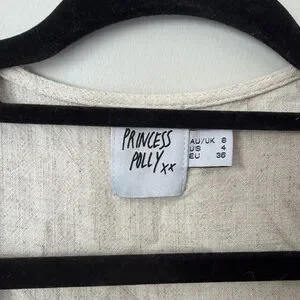 PRINCESS
POLLY xx
AU/UK 8
US 4
EU 36